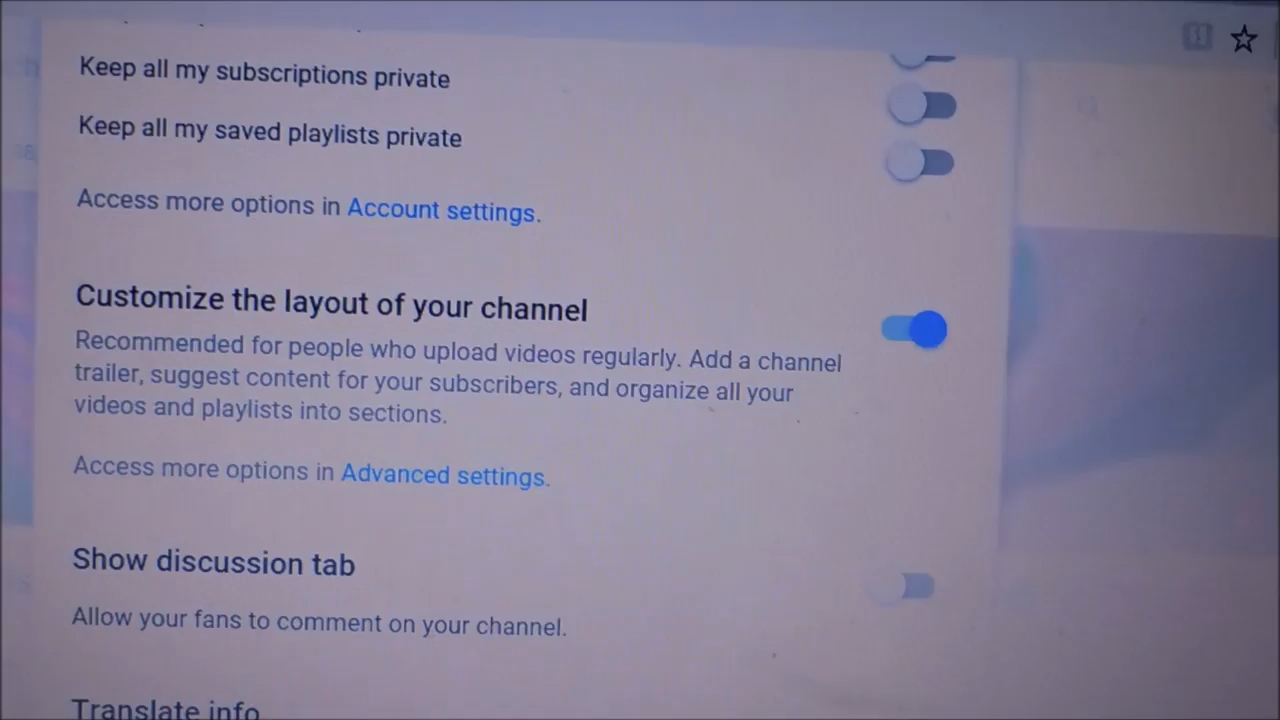 Keep all my subscriptions private
Keep all my saved playlists private
Access more options in Account settings.
Customize the layout of your channel
Recommended for people who upload videos regularly. Add a channel
trailer, suggest content for your subscribers, and organize all your
videos and playlists into sections.
Access more options in Advanced settings.
Show discussion tab
Allow your fans to comment on your channel.
Translate info